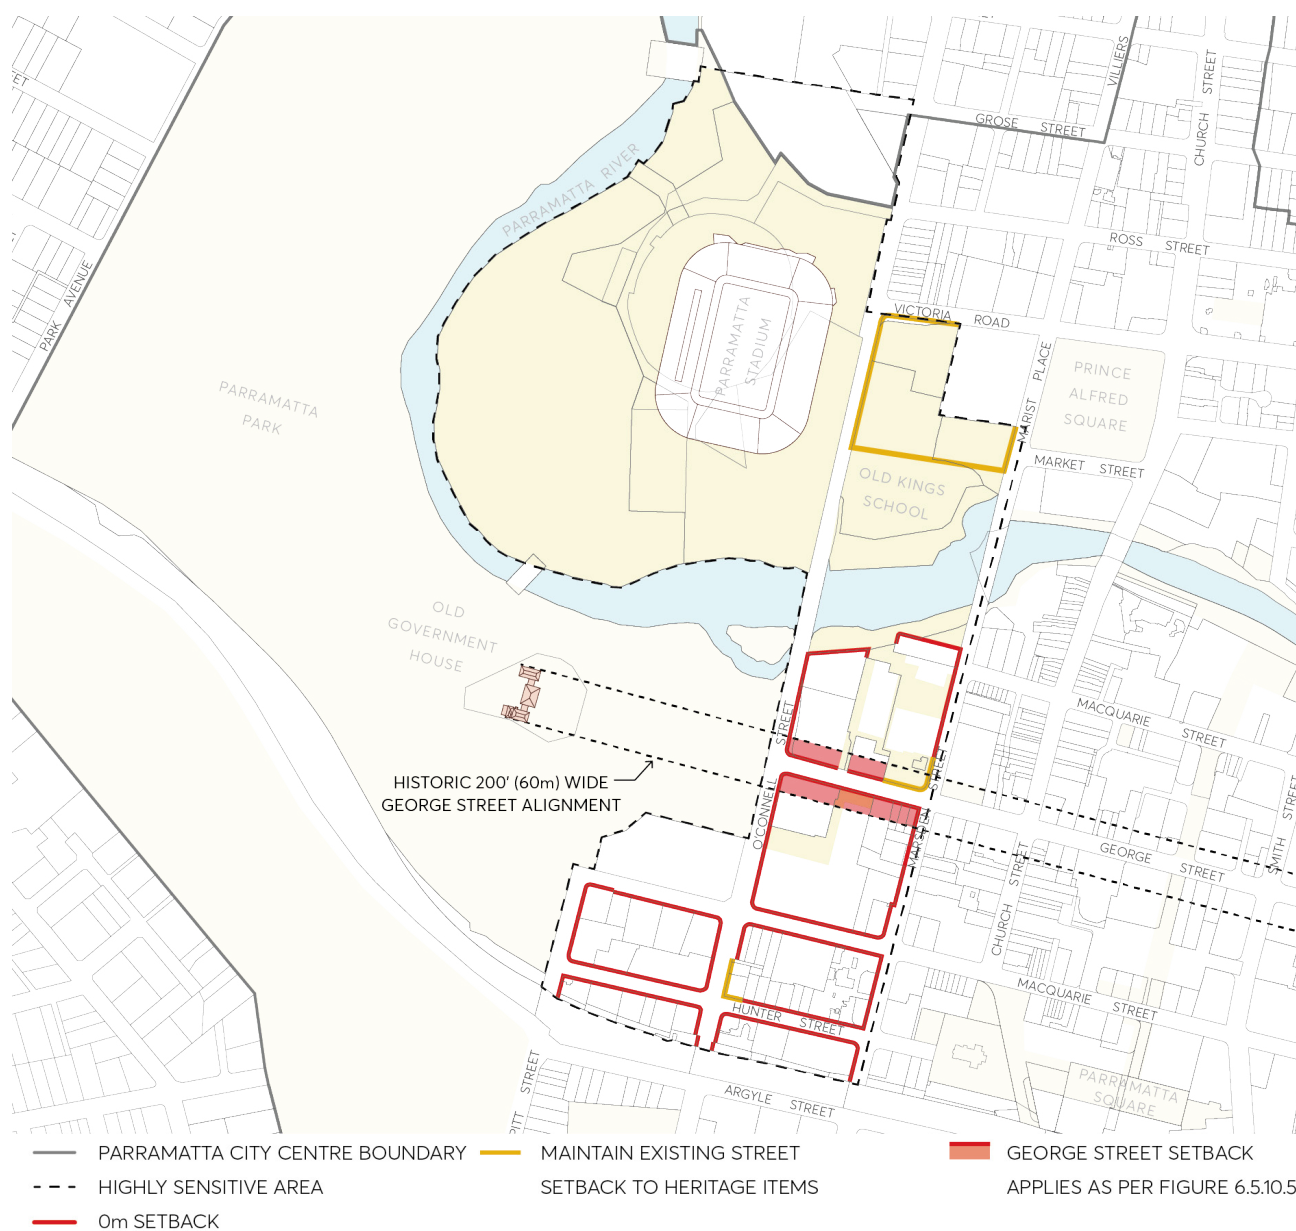 VILLIERS
CHURCH STREET
GROSE STREET
PARRAMATTA RIVER
ROSS STREET
PARK AVENUE
VICTORIA ROAD
PARRAMATTA
STADIUM
MARIST PLACE
PRINCE
ALFRED
SQUARE
PARRAMATTA
PARK
MARKET STREET
OLD KINGS
SCHOOL
OLD
GOVERNMENT
HOUSE
MACQUARIE STREET
O'CONNELL STREET
MARSDEN STREET
HISTORIC 200' (60m) WIDE
GEORGE STREET ALIGNMENT
GEORGE STREET
SMITH STREET
CHURCH STREET
MACQUARIE STREET
HUNTER STREET
PITT STREET
ARGYLE STREET
PARRAMATTA
SQUARE
PARRAMATTA CITY CENTRE BOUNDARY
HIGHLY SENSITIVE AREA
0m SETBACK
MAINTAIN EXISTING STREET
SETBACK TO HERITAGE ITEMS
GEORGE STREET SETBACK
APPLIES AS PER FIGURE 6.5.10.5